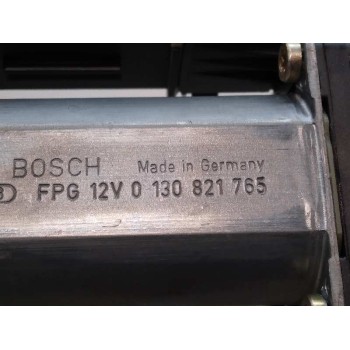 BOSCH Made in Germany
FPG 12V 0 130 821 765